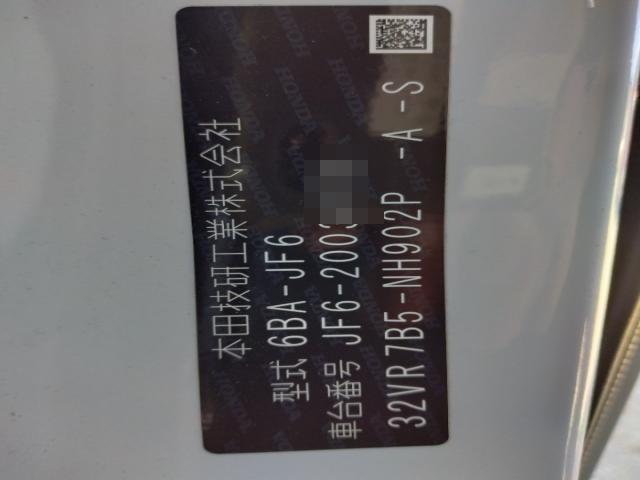 本田技研工業株式会社
型式 6BA-JF6
車台番号 JF6-200
32VR 7B5-NH902P -A -S